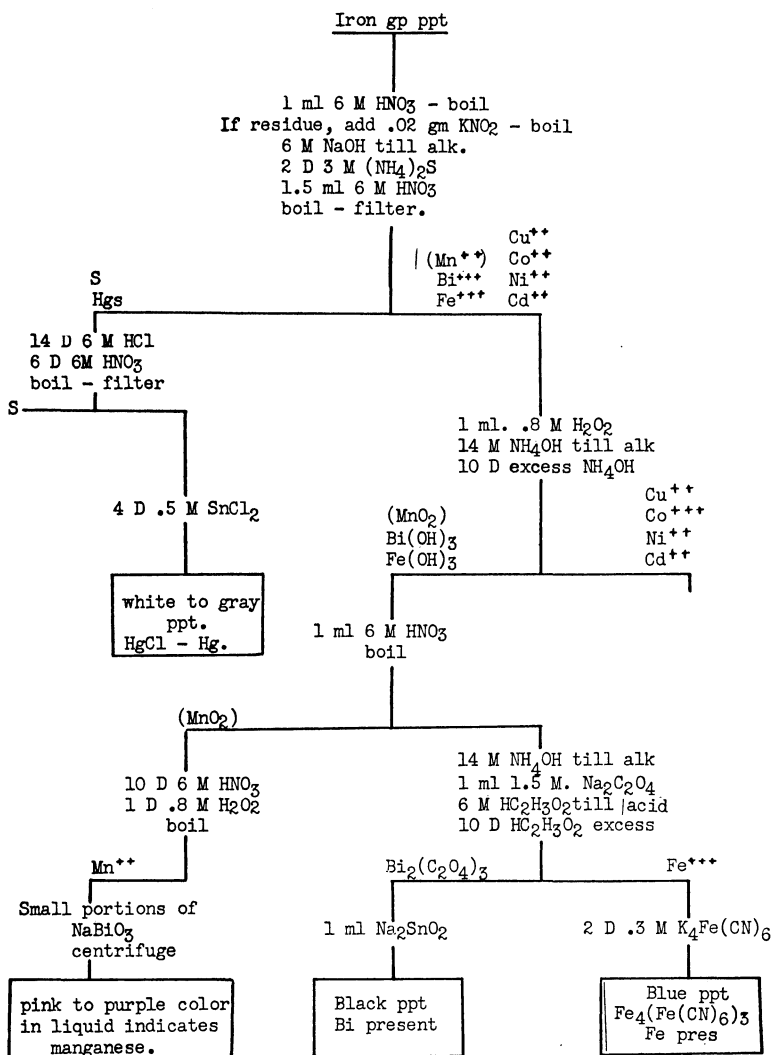 Iron gp ppt
1 ml 6 M HNO3 - boil
If residue, add .02 gm KNO2 - boil
6 M NaOH till alk.
2 D 3 M (NH4)2S
1.5 ml 6 M HNO3
boil - filter.
S
Hgs
(Mn++)
Bi+++
Fe+++
Cu++
Co++
Ni++
Cd++
14 D 6 M HCl
6 D 6M HNO3
boil - filter
S
4 D .5 M SnCl2
white to gray
ppt.
HgCl - Hg.
1 ml. .8 M H2O2
14 M NH4OH till alk
10 D excess NH4OH
(MnO2)
Bi(OH)3
Fe(OH)3
Cu++
Co+++
Ni++
Cd++
1 ml 6 M HNO3
boil
(MnO2)
10 D 6 M HNO3
1 D .8 M H2O2
boil
Mn++
Small portions of
NaBiO3
centrifuge
pink to purple color
in liquid indicates
manganese.
14 M NH4OH till alk
1 ml 1.5 M. Na2C2O4
6 M HC2H3O2till acid
10 D HC2H3O2 excess
Bi2(C2O4)3
1 ml Na2SnO2
Black ppt
Bi present
Fe+++
2 D .3 M K4Fe(CN)6
Blue ppt
Fe4(Fe(CN)6)3
Fe pres